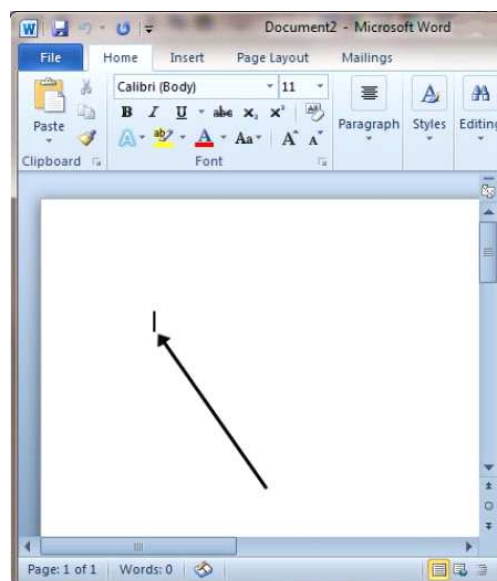 W Document2 - Microsoft Word
File Home Insert Page Layout Mailings
Calibri (Body) 11
B I U abc x₂ x²
A ab A Aa A A
Paste Paragraph Styles Editing
Clipboard Font
Page: 1 of 1 Words: 0